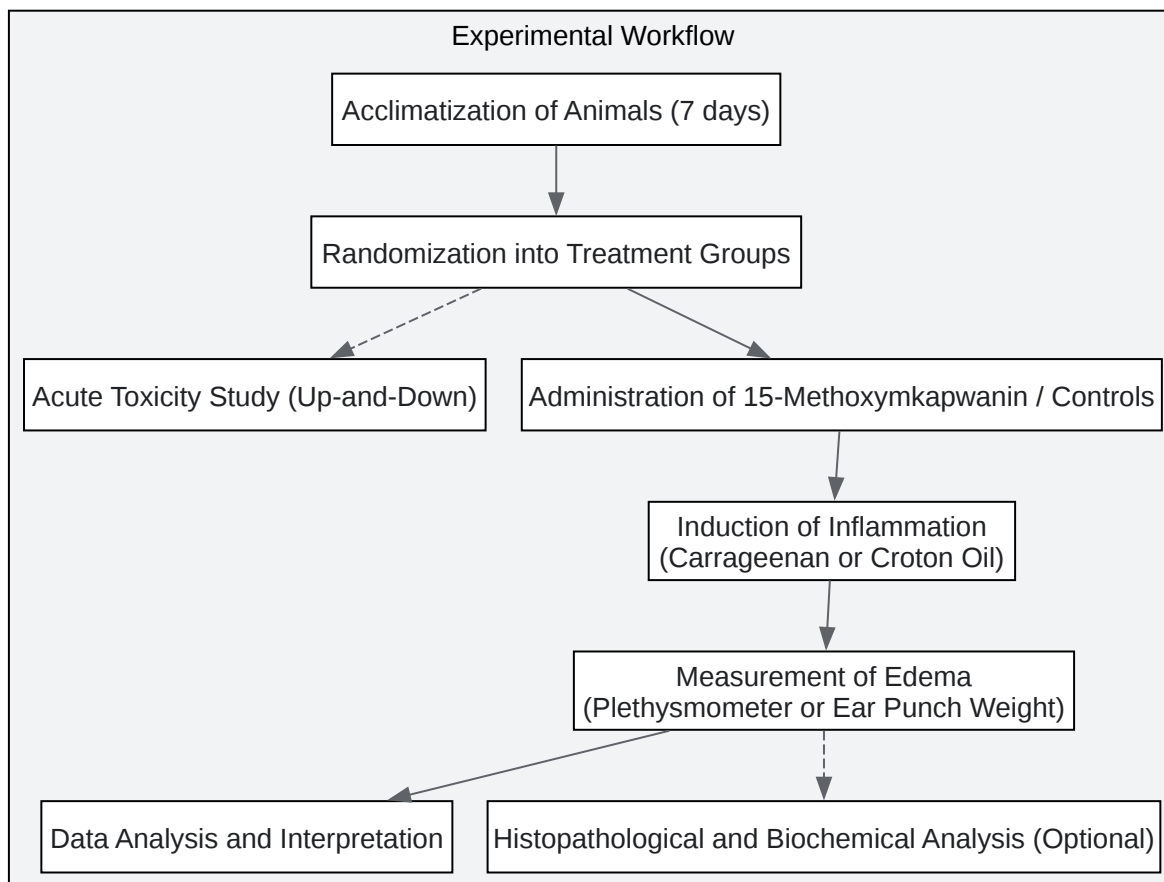 Experimental Workflow
Acclimatization of Animals (7 days)
Randomization into Treatment Groups
Acute Toxicity Study (Up-and-Down)
Administration of 15-Methoxymkapwanin / Controls
Induction of Inflammation
(Carrageenan or Croton Oil)
Measurement of Edema
(Plethysmometer or Ear Punch Weight)
Data Analysis and Interpretation
Histopathological and Biochemical Analysis (Optional)